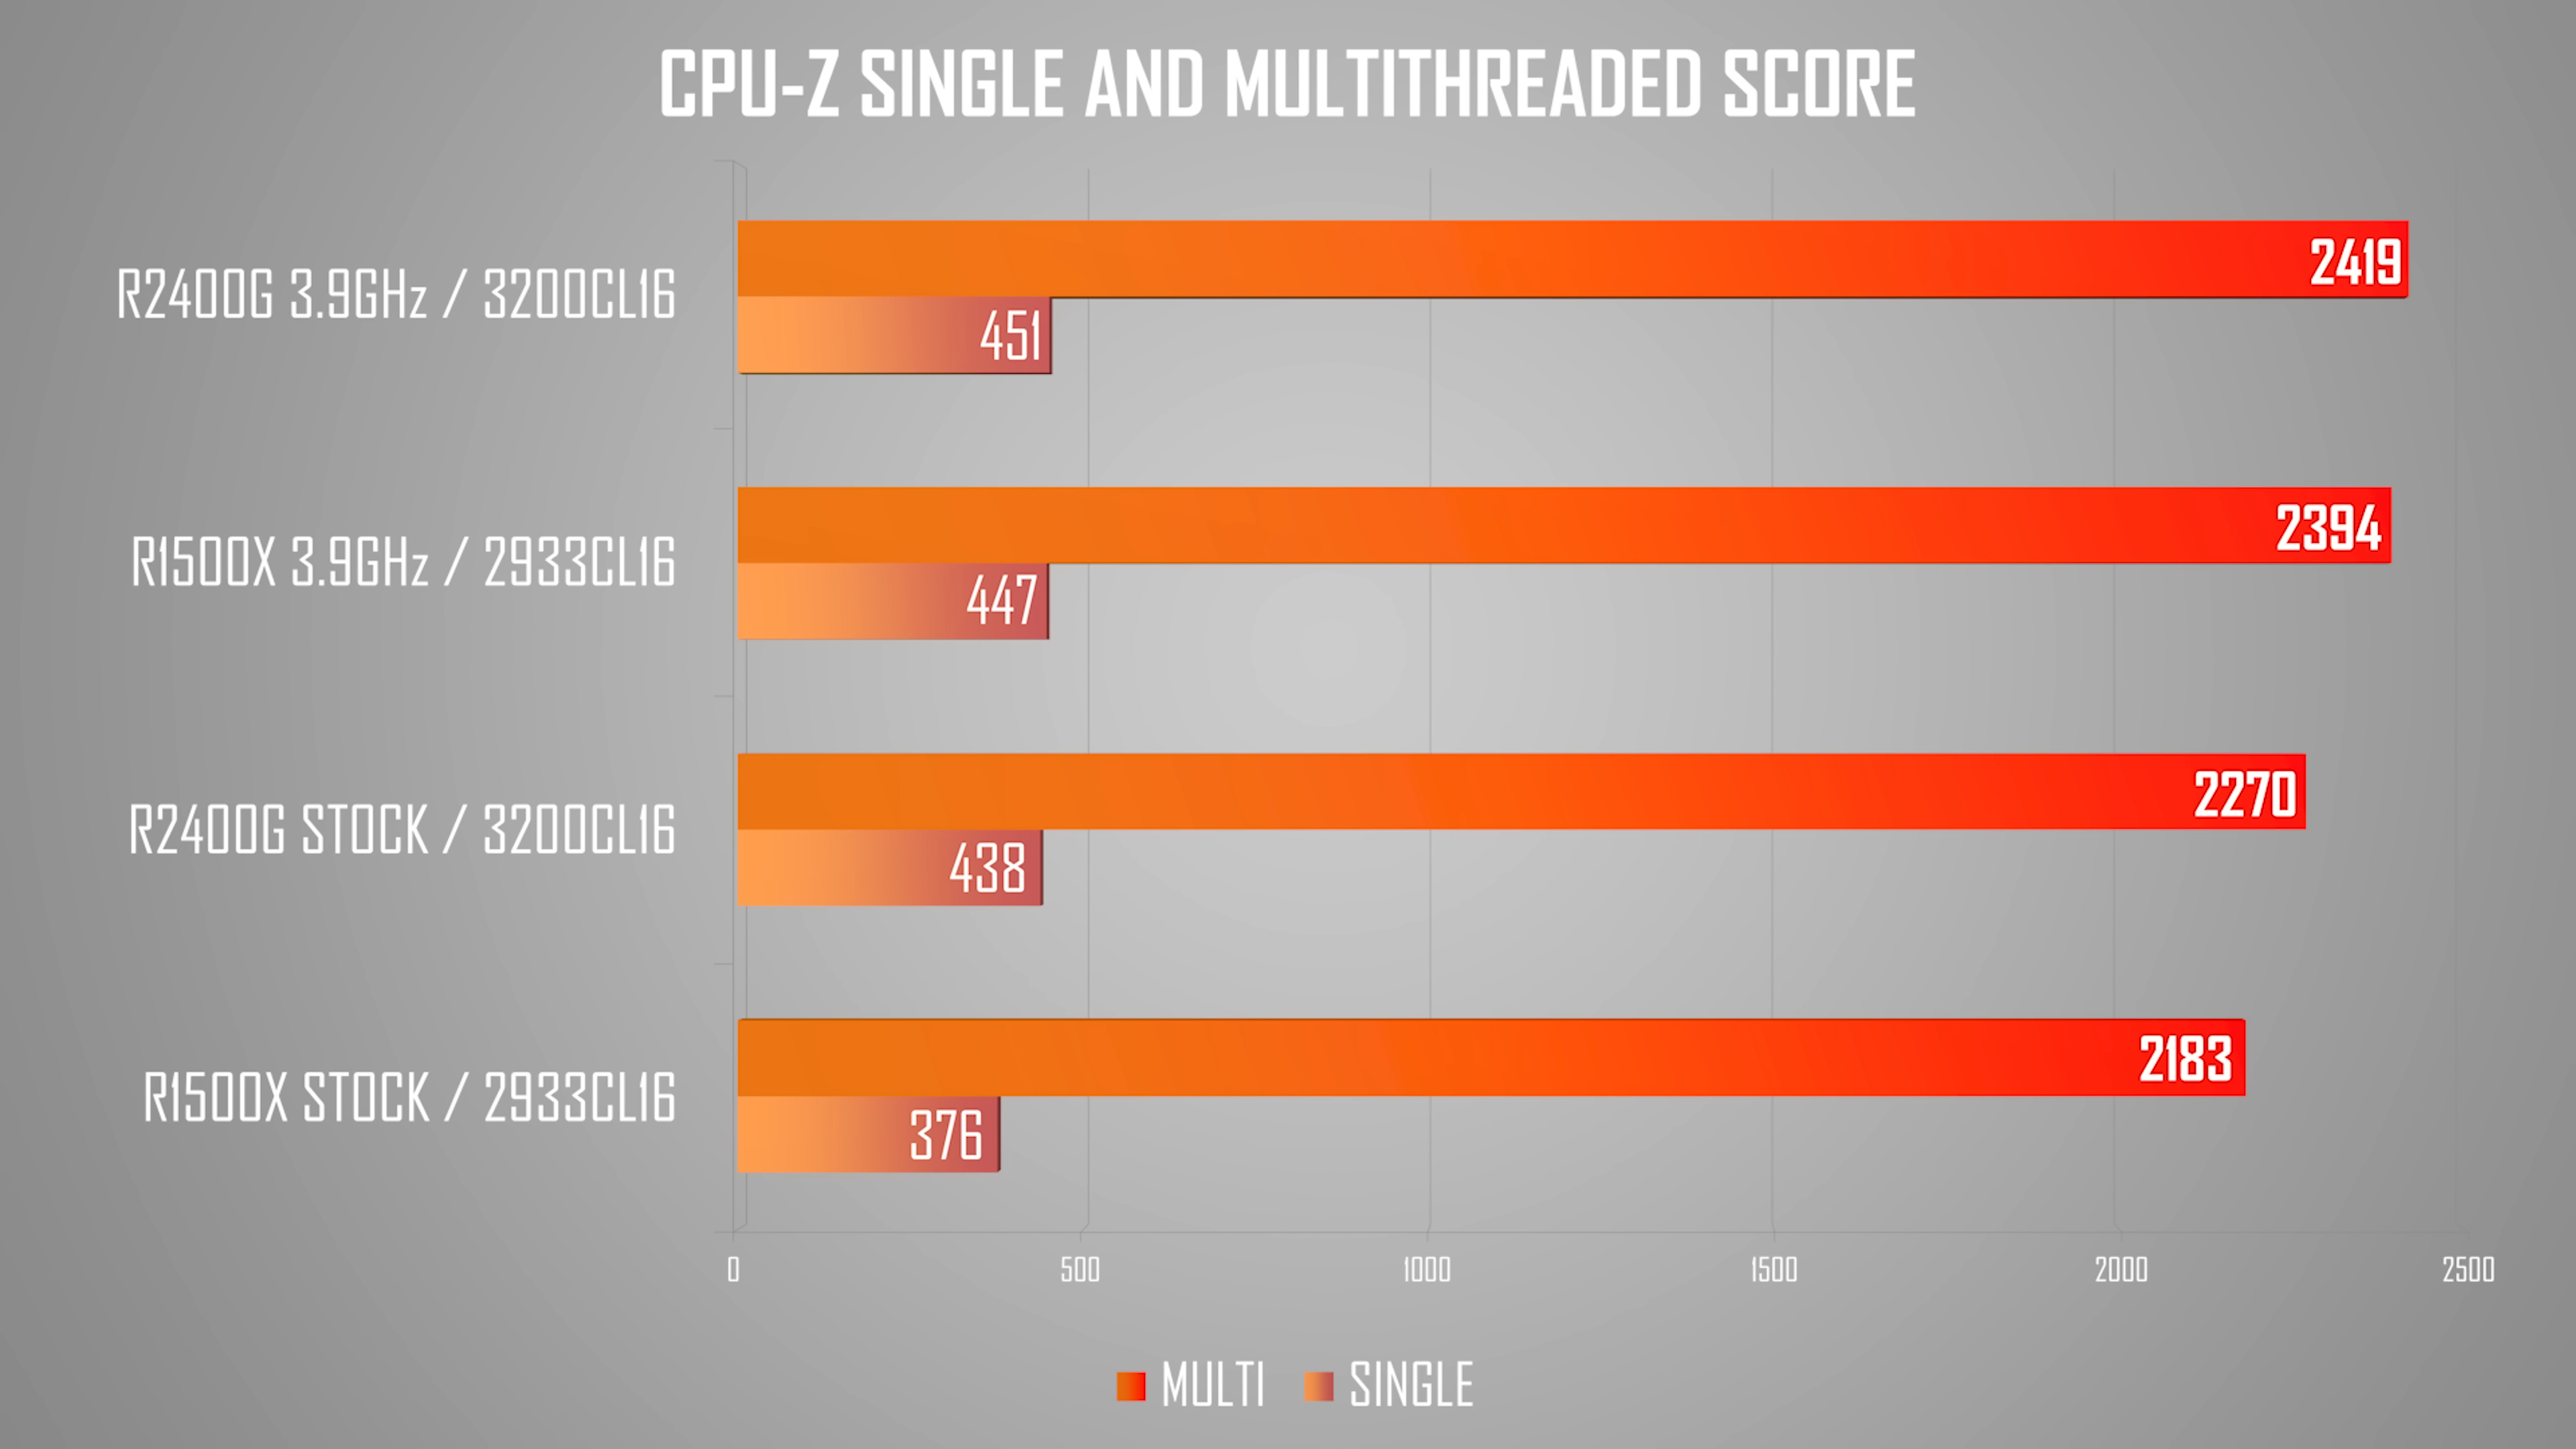 CPU-Z SINGLE AND MULTITHREADED SCORE
R2400G 3.9GHz / 3200CL16
2419
451
R1500X 3.9GHz / 2933CL16
2394
447
R2400G STOCK / 3200CL16
2270
438
R1500X STOCK / 2933CL16
2183
376
0 500 1000 1500 2000 2500
MULTI SINGLE